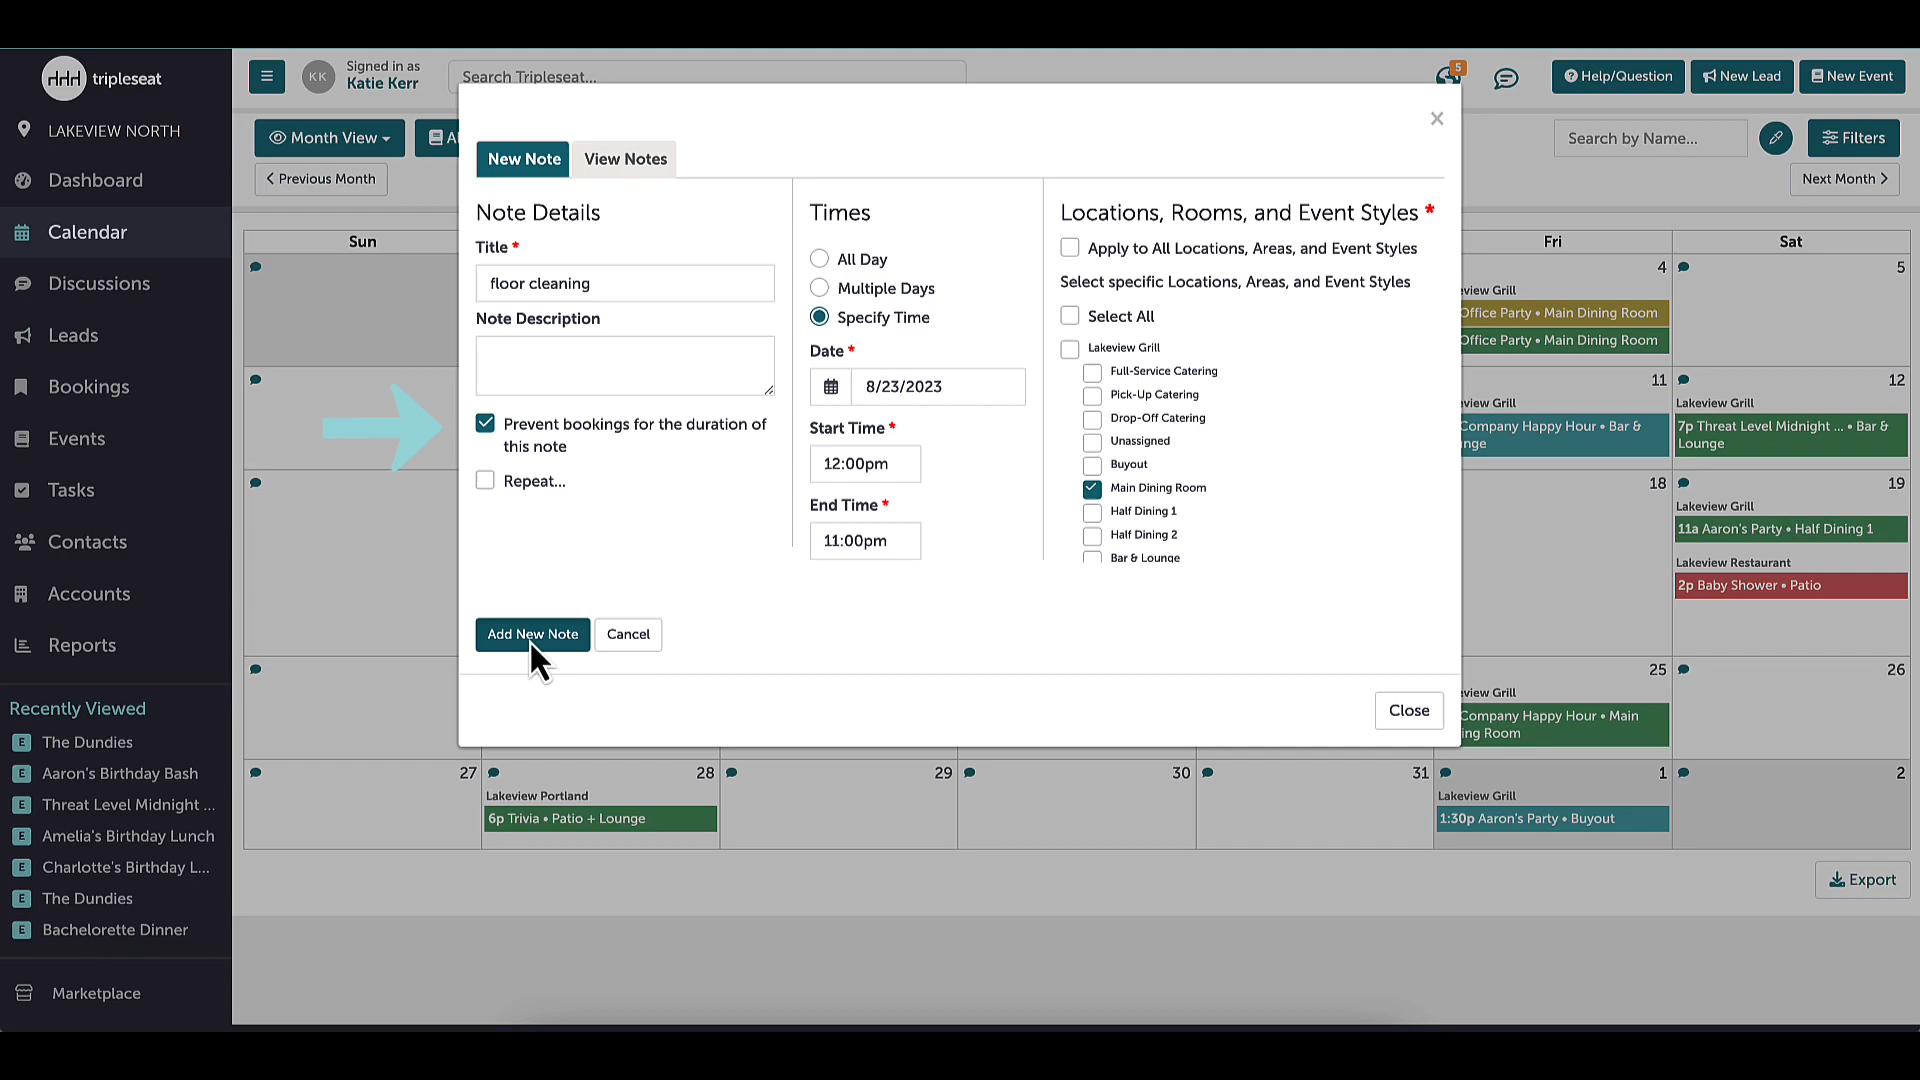 tripleseat
LAKEVIEW NORTH
Dashboard
Calendar
Discussions
Leads
Bookings
Events
Tasks
Contacts
Accounts
Reports
Recently Viewed
E The Dundies
E Aaron's Birthday Bash
E Threat Level Midnight ...
E Amelia's Birthday Lunch
E Charlotte's Birthday L...
E The Dundies
E Bachelorette Dinner
Marketplace
KK
Signed in as
Katie Kerr
Search Tripleseat...
5
Help/Question
New Lead
New Event
Month View
Search by Name...
Filters
Previous Month
Next Month
New Note
View Notes
Note Details
Title *
floor cleaning
Note Description
Prevent bookings for the duration of
this note
Repeat...
Times
All Day
Multiple Days
Specify Time
Date *
8/23/2023
Start Time *
12:00pm
End Time *
11:00pm
Locations, Rooms, and Event Styles *
Apply to All Locations, Areas, and Event Styles
Select specific Locations, Areas, and Event Styles
Select All
Lakeview Grill
Full-Service Catering
Pick-Up Catering
Drop-Off Catering
Unassigned
Buyout
Main Dining Room
Half Dining 1
Half Dining 2
Bar & Lounge
Add New Note
Cancel
Close
Sun
Fri
Sat
4
5
view Grill
Office Party • Main Dining Room
Office Party • Main Dining Room
11
12
view Grill
Company Happy Hour • Bar &
nge
Lakeview Grill
7p Threat Level Midnight ... • Bar &
Lounge
18
19
Lakeview Grill
11a Aaron's Party • Half Dining 1
Lakeview Restaurant
2p Baby Shower • Patio
25
26
view Grill
Company Happy Hour • Main
ing Room
27
28
29
30
31
1
2
Lakeview Portland
6p Trivia • Patio + Lounge
Lakeview Grill
1:30p Aaron's Party • Buyout
Export